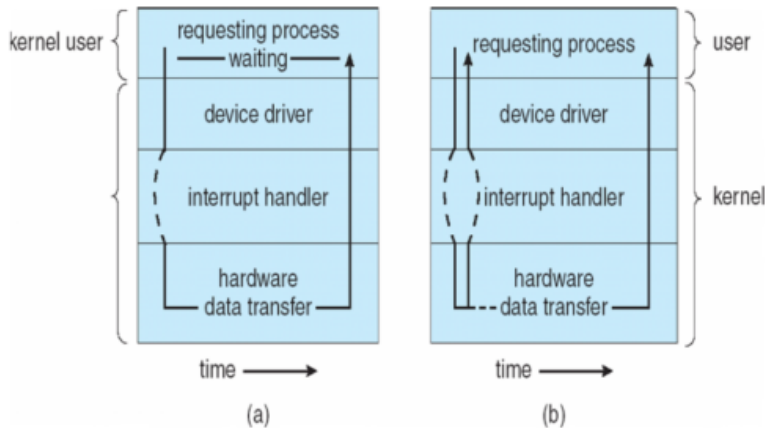 kernel user
requesting process
waiting
device driver
interrupt handler
hardware
data transfer
time
(a)
requesting process
user
device driver
interrupt handler
kernel
hardware
data transfer
time
(b)